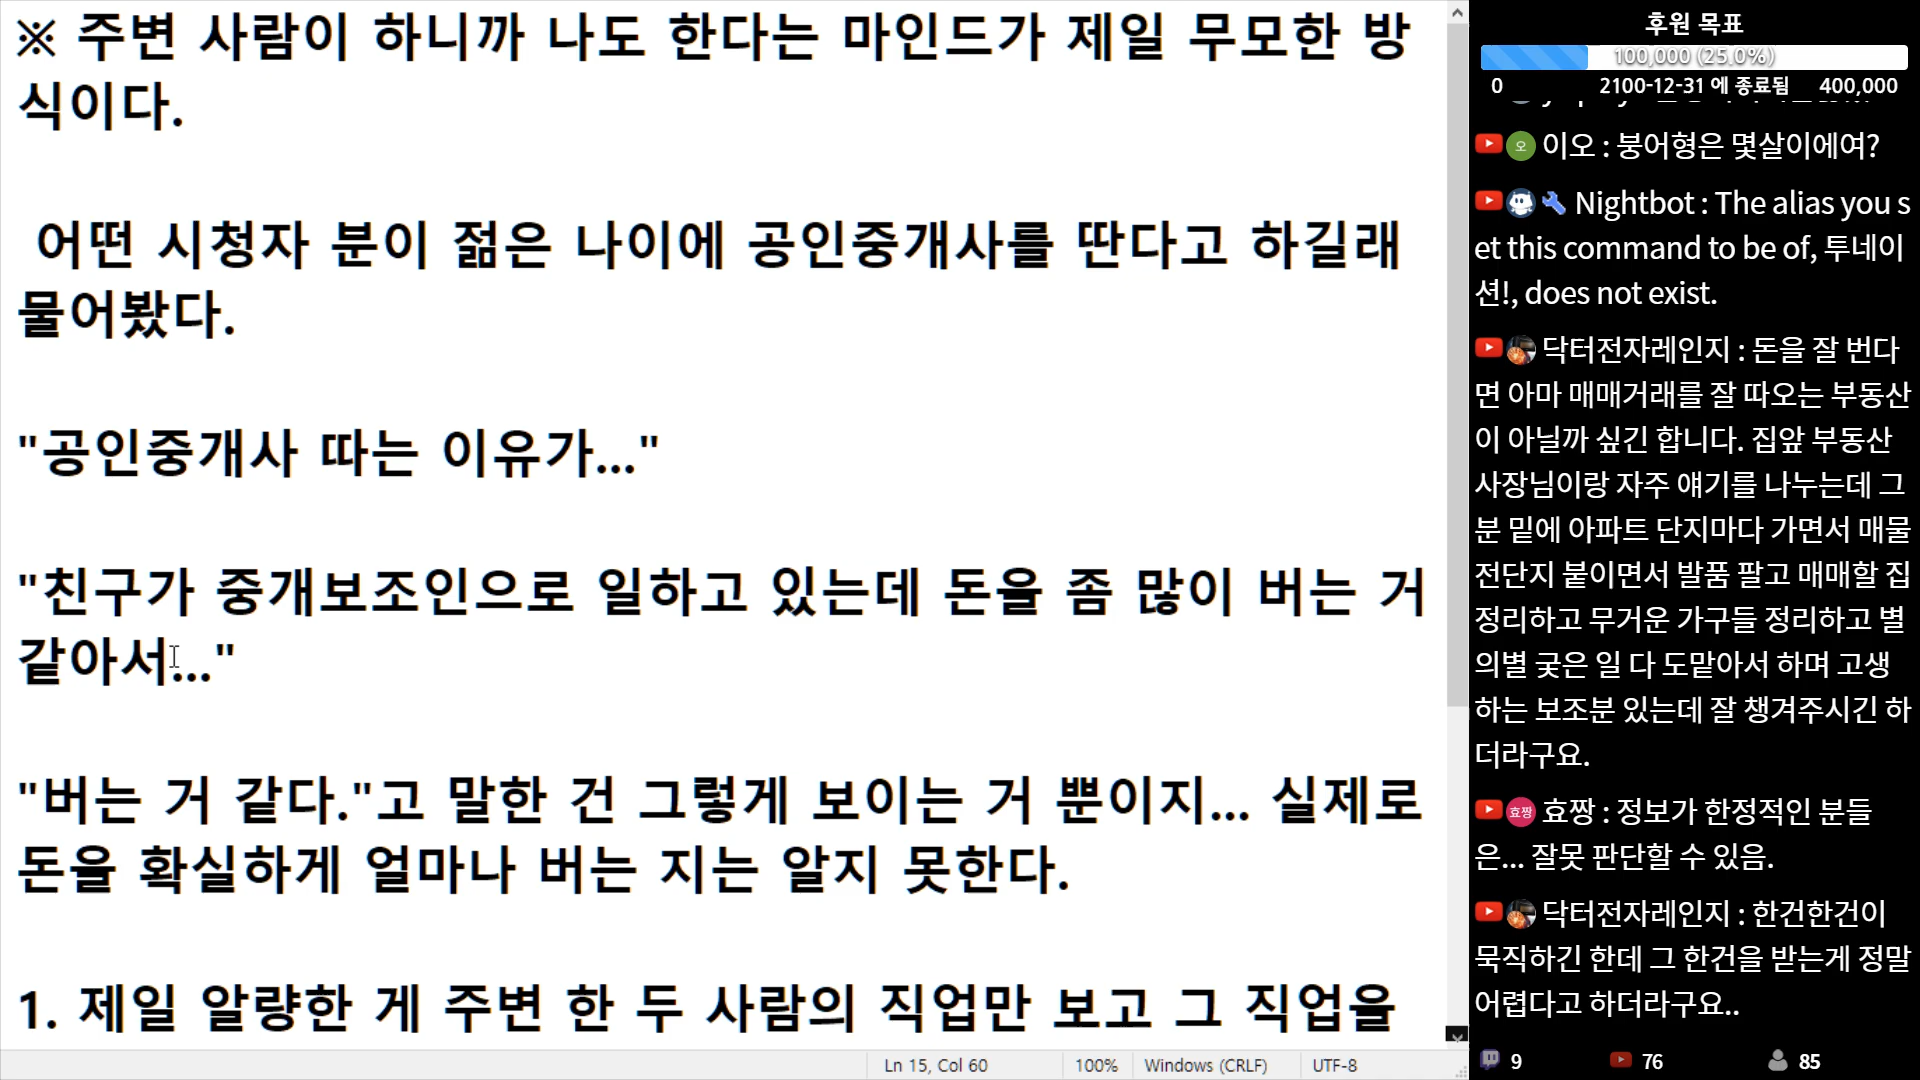 ※ 주변 사람이 하니까 나도 한다는 마인드가 제일 무모한 방
식이다.
어떤 시청자 분이 젊은 나이에 공인중개사를 딴다고 하길래
물어봤다.
"공인중개사 따는 이유가..."
"친구가 중개보조인으로 일하고 있는데 돈을 좀 많이 버는 거
같아서..."
"버는 거 같다."고 말한 건 그렇게 보이는 거 뿐이지... 실제로
돈을 확실하게 얼마나 버는 지는 알지 못한다.
1. 제일 알량한 게 주변 한 두 사람의 직업만 보고 그 직업을
Ln 15, Col 60
100%
Windows (CRLF)
UTF-8
후원 목표
100,000 (25.0%)
0 2100-12-31 에 종료됨 400,000
오 이오 : 붕어형은 몇살이에여?
Nightbot : The alias you s
et this command to be of, 투네이
션!, does not exist.
닥터전자레인지 : 돈을 잘 번다
면 아마 매매거래를 잘 따오는 부동산
이 아닐까 싶긴 합니다. 집앞 부동산
사장님이랑 자주 얘기를 나누는데 그
분 밑에 아파트 단지마다 가면서 매물
전단지 붙이면서 발품 팔고 매매할 집
정리하고 무거운 가구들 정리하고 별
의별 궂은 일 다 도맡아서 하며 고생
하는 보조분 있는데 잘 챙겨주시긴 하
더라구요.
효짱 효짱 : 정보가 한정적인 분들
은... 잘못 판단할 수 있음.
닥터전자레인지 : 한건한건이
묵직하긴 한데 그 한건을 받는게 정말
어렵다고 하더라구요..
9 76 85